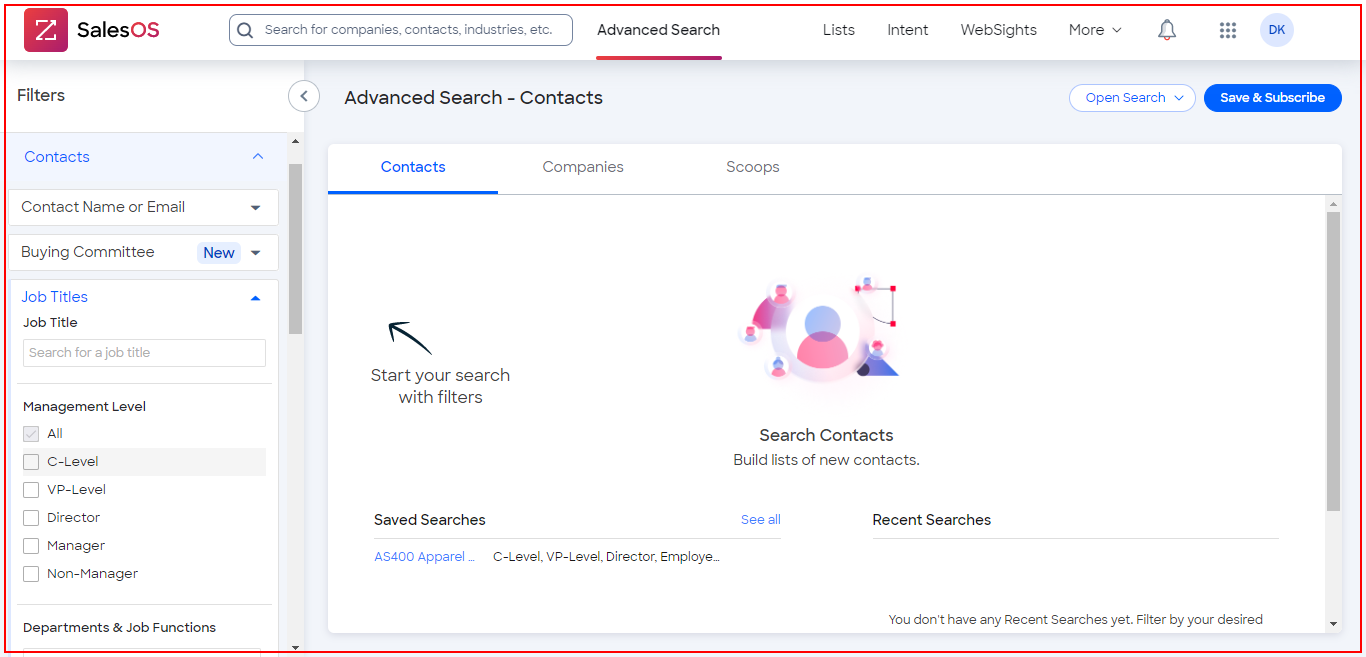 SalesOS
Search for companies, contacts, industries, etc.
Advanced Search
Lists
Intent
WebSights
More
DK
Filters
Contacts
Contact Name or Email
Buying Committee New
Job Titles
Job Title
Search for a job title
Management Level
All
C-Level
VP-Level
Director
Manager
Non-Manager
Departments & Job Functions
Advanced Search - Contacts
Open Search
Save & Subscribe
Contacts
Companies
Scoops
Start your search
with filters
Search Contacts
Build lists of new contacts.
Saved Searches
See all
AS400 Apparel ... C-Level, VP-Level, Director, Employe...
Recent Searches
You don't have any Recent Searches yet. Filter by your desired